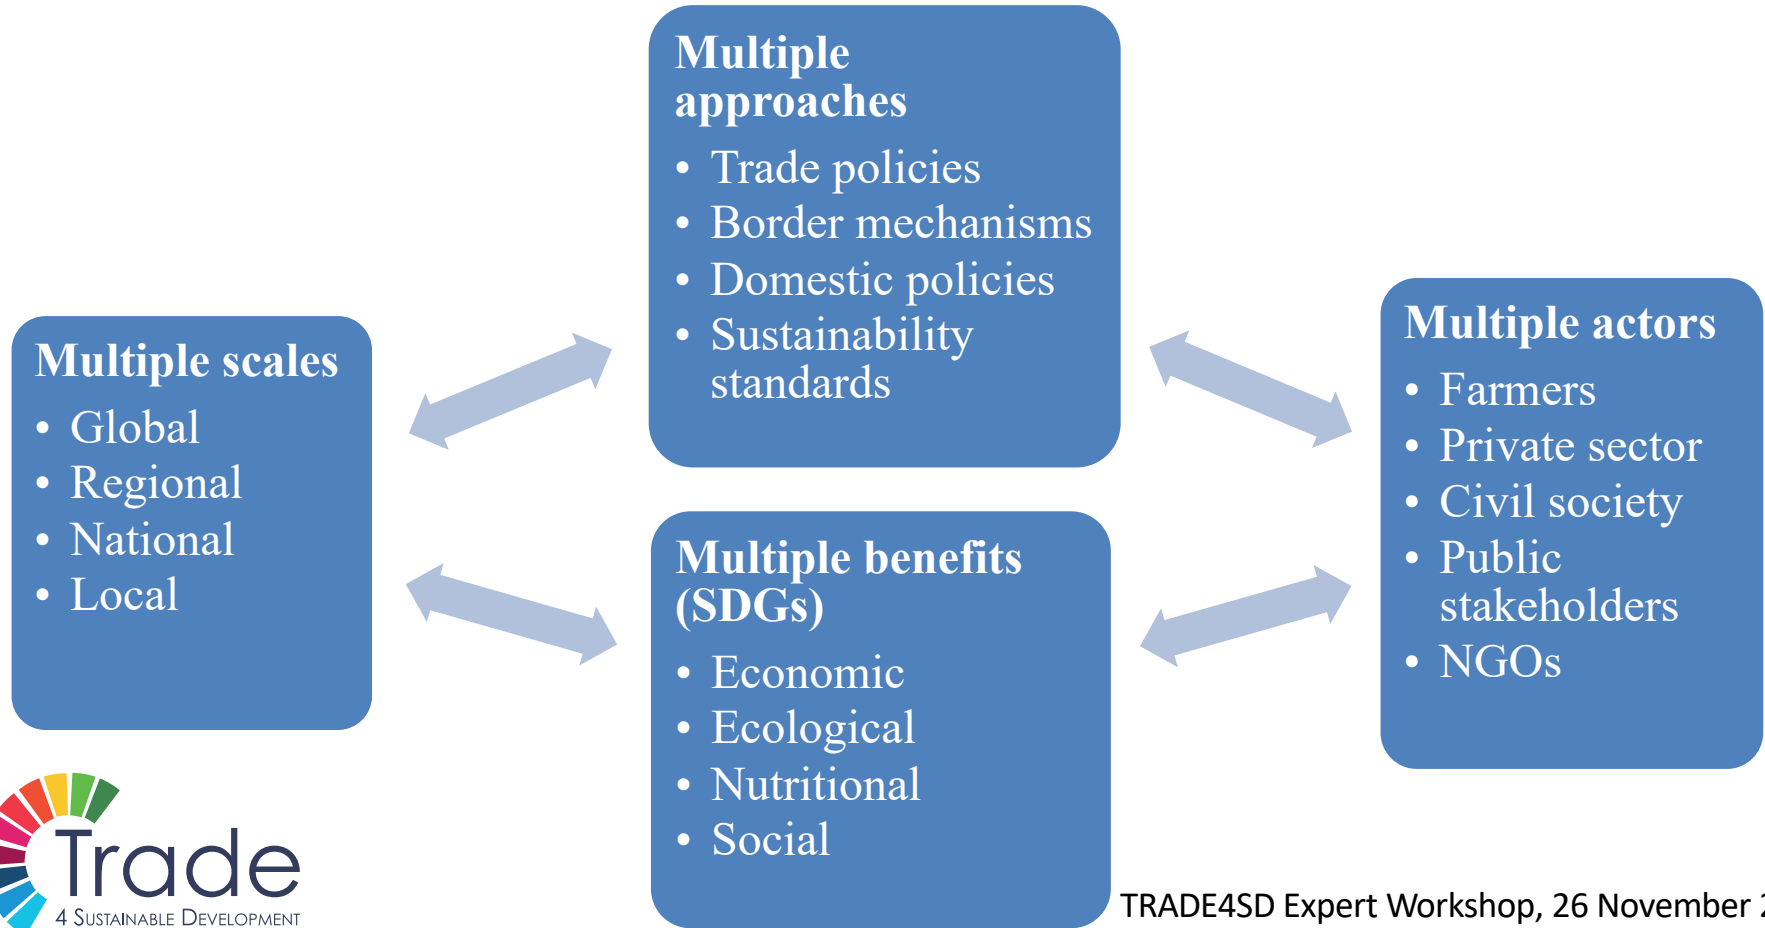 Multiple
approaches
• Trade policies
• Border mechanisms
• Domestic policies
• Sustainability
standards
Multiple scales
• Global
• Regional
• National
• Local
Multiple benefits
(SDGs)
• Economic
• Ecological
• Nutritional
• Social
Multiple actors
• Farmers
• Private sector
• Civil society
• Public
stakeholders
• NGOs
Trade
4 SUSTAINABLE DEVELOPMENT
TRADE4SD Expert Workshop, 26 November